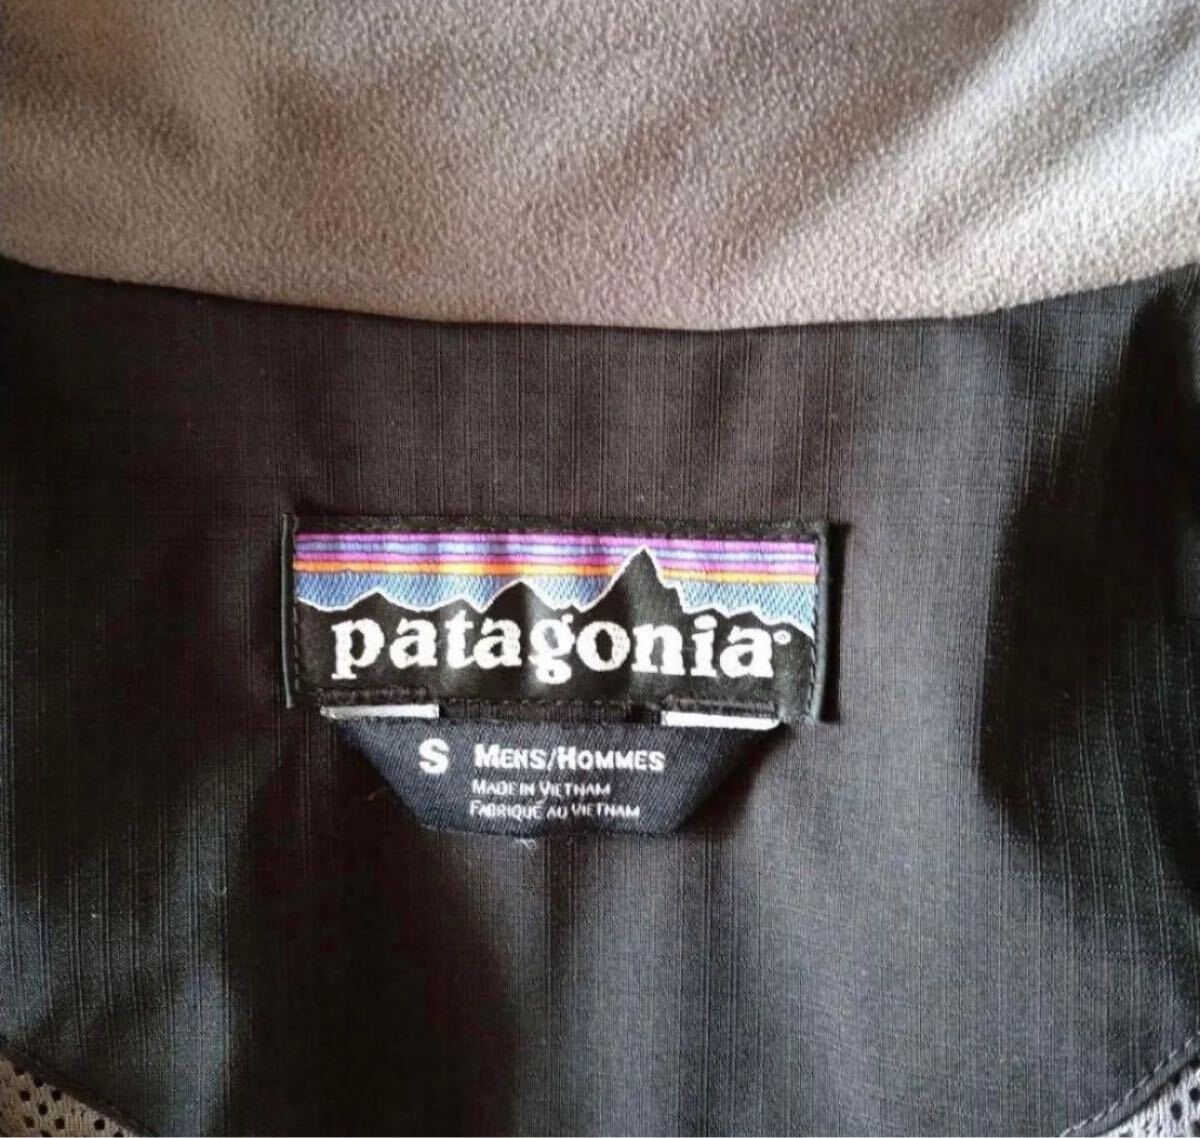 patagonia®
S MENS/HOMMES
MADE IN VIETNAM
FABRIQUÉ AU VIETNAM